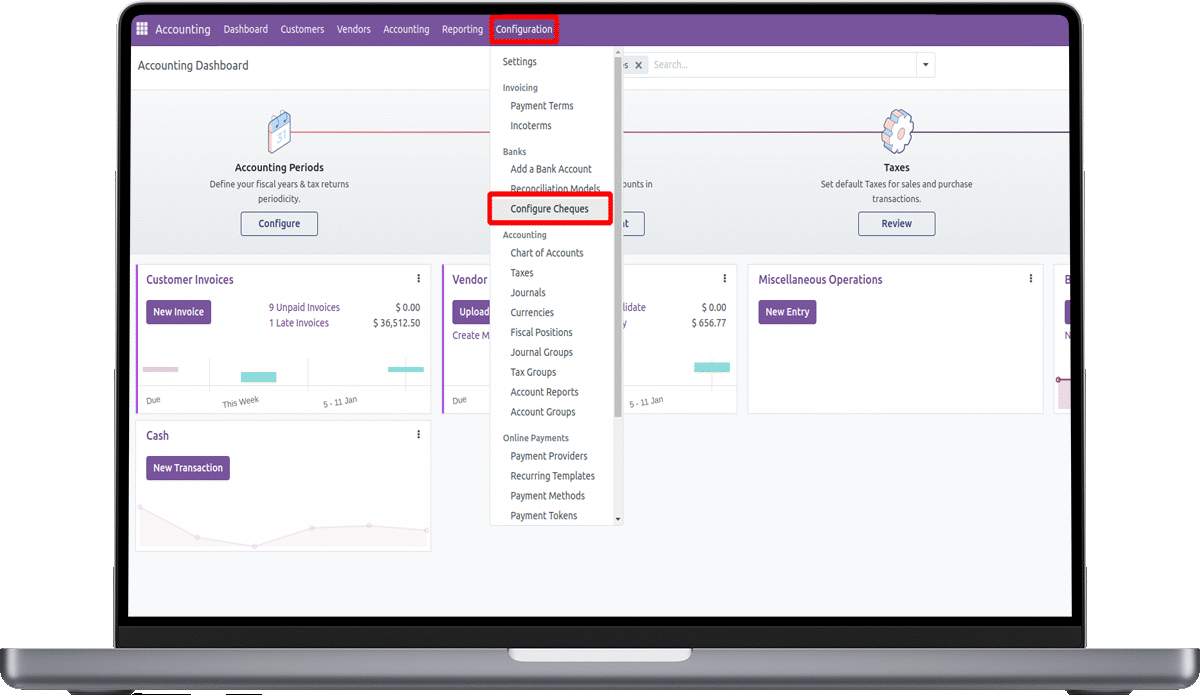 Accounting Dashboard Customers Vendors Accounting Reporting Configuration
Accounting Dashboard
Search...
Settings
Invoicing
Payment Terms
Incoterms
Banks
Add a Bank Account
Reconciliation Models
Configure Cheques
Accounting
Chart of Accounts
Taxes
Journals
Currencies
Fiscal Positions
Journal Groups
Tax Groups
Account Reports
Account Groups
Online Payments
Payment Providers
Recurring Templates
Payment Methods
Payment Tokens
31
Accounting Periods
Define your fiscal years & tax returns
periodicity.
Configure
unts in
Taxes
Set default Taxes for sales and purchase
transactions.
Review
Customer Invoices
New Invoice
9 Unpaid Invoices $ 0.00
1 Late Invoices $ 36,512.50
Due This Week 5 - 11 Jan
Vendor
Upload
Create M
lidate $ 0.00
y $ 656.77
Due 5 - 11 Jan
Miscellaneous Operations
New Entry
B
N
Cash
New Transaction